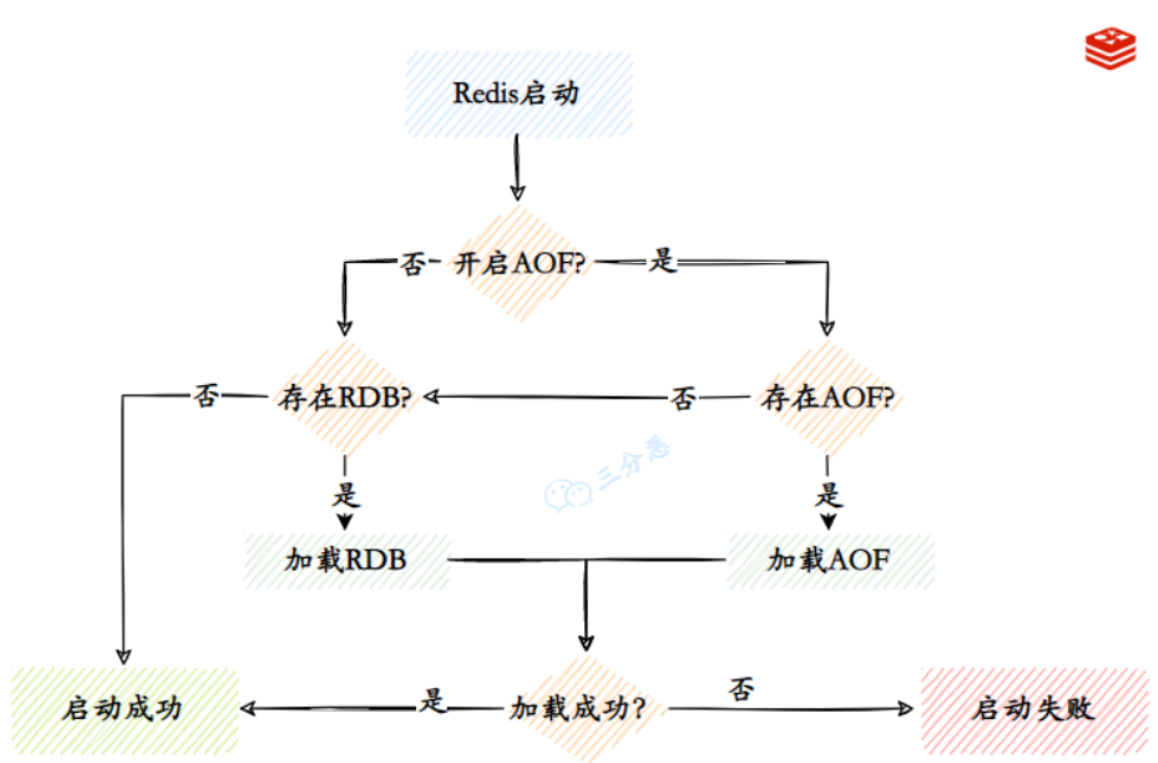 Redis启动
否
开启AOF?
是
否
存在RDB?
否
存在AOF?
三分恶
是
是
加载RDB
加载AOF
启动成功
是
加载成功?
否
启动失败